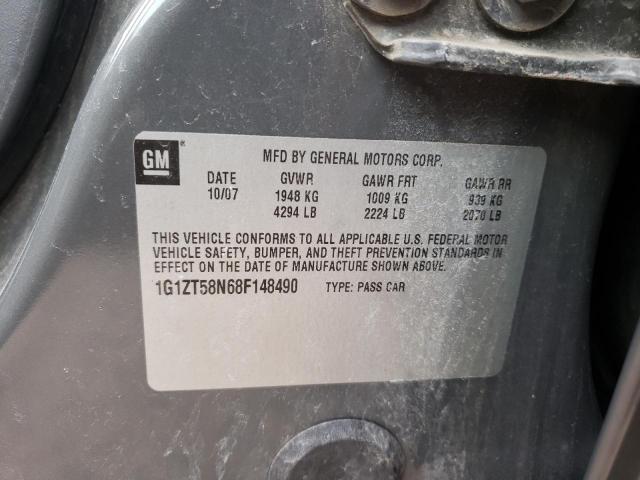 GM
MFD BY GENERAL MOTORS CORP.
DATE GVWR GAWR FRT GAWR RR
10/07 1948 KG 1009 KG 939 KG
4294 LB 2224 LB 2070 LB
THIS VEHICLE CONFORMS TO ALL APPLICABLE U.S. FEDERAL MOTOR
VEHICLE SAFETY, BUMPER, AND THEFT PREVENTION STANDARDS IN
EFFECT ON THE DATE OF MANUFACTURE SHOWN ABOVE.
1G1ZT58N68F148490 TYPE: PASS CAR